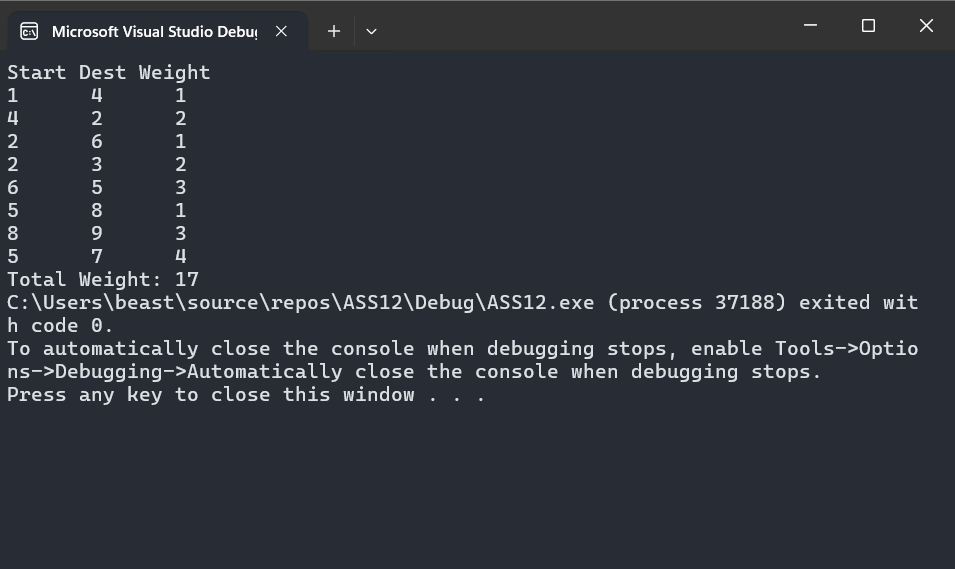 Microsoft Visual Studio Debu
Start Dest Weight
1      4      1
4      2      2
2      6      1
2      3      2
6      5      3
5      8      1
8      9      3
5      7      4
Total Weight: 17
C:\Users\beast\source\repos\ASS12\Debug\ASS12.exe (process 37188) exited wit
h code 0.
To automatically close the console when debugging stops, enable Tools->Optio
ns->Debugging->Automatically close the console when debugging stops.
Press any key to close this window . . .